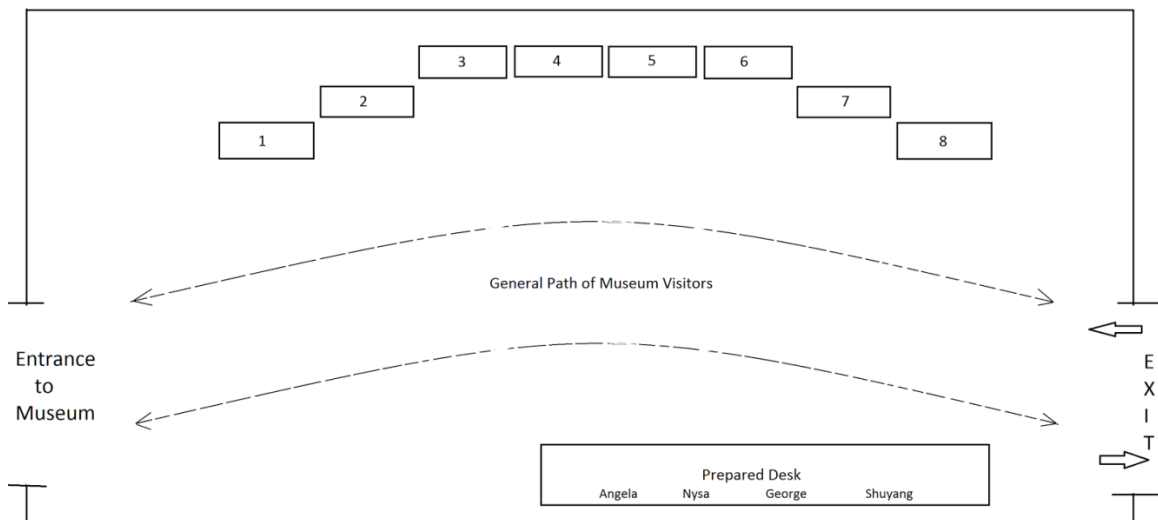 3 4 5 6
2 7
1 8
General Path of Museum Visitors
Entrance
to
Museum
E
X
I
T
Prepared Desk
Angela Nysa George Shuyang